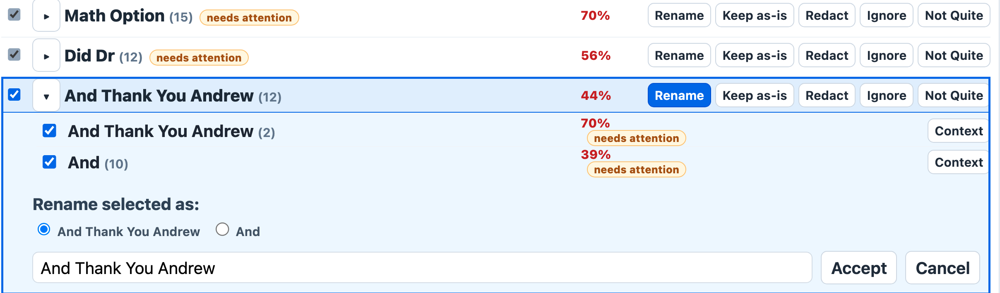 Math Option (15) needs attention 70% Rename Keep as-is Redact Ignore Not Quite
Did Dr (12) needs attention 56% Rename Keep as-is Redact Ignore Not Quite
And Thank You Andrew (12) 44% Rename Keep as-is Redact Ignore Not Quite
And Thank You Andrew (2) 70% needs attention Context
And (10) 39% needs attention Context
Rename selected as:
And Thank You Andrew And
And Thank You Andrew Accept Cancel